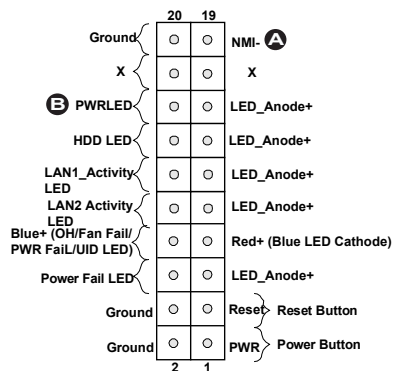 20 19
Ground NMI- A
X X
B PWRLED LED_Anode+
HDD LED LED_Anode+
LAN1_Activity
LED LED_Anode+
LAN2 Activity
LED LED_Anode+
Blue+ (OH/Fan Fail/
PWR FaiL/UID LED) Red+ (Blue LED Cathode)
Power Fail LED LED_Anode+
Ground Reset Reset Button
Ground PWR Power Button
2 1